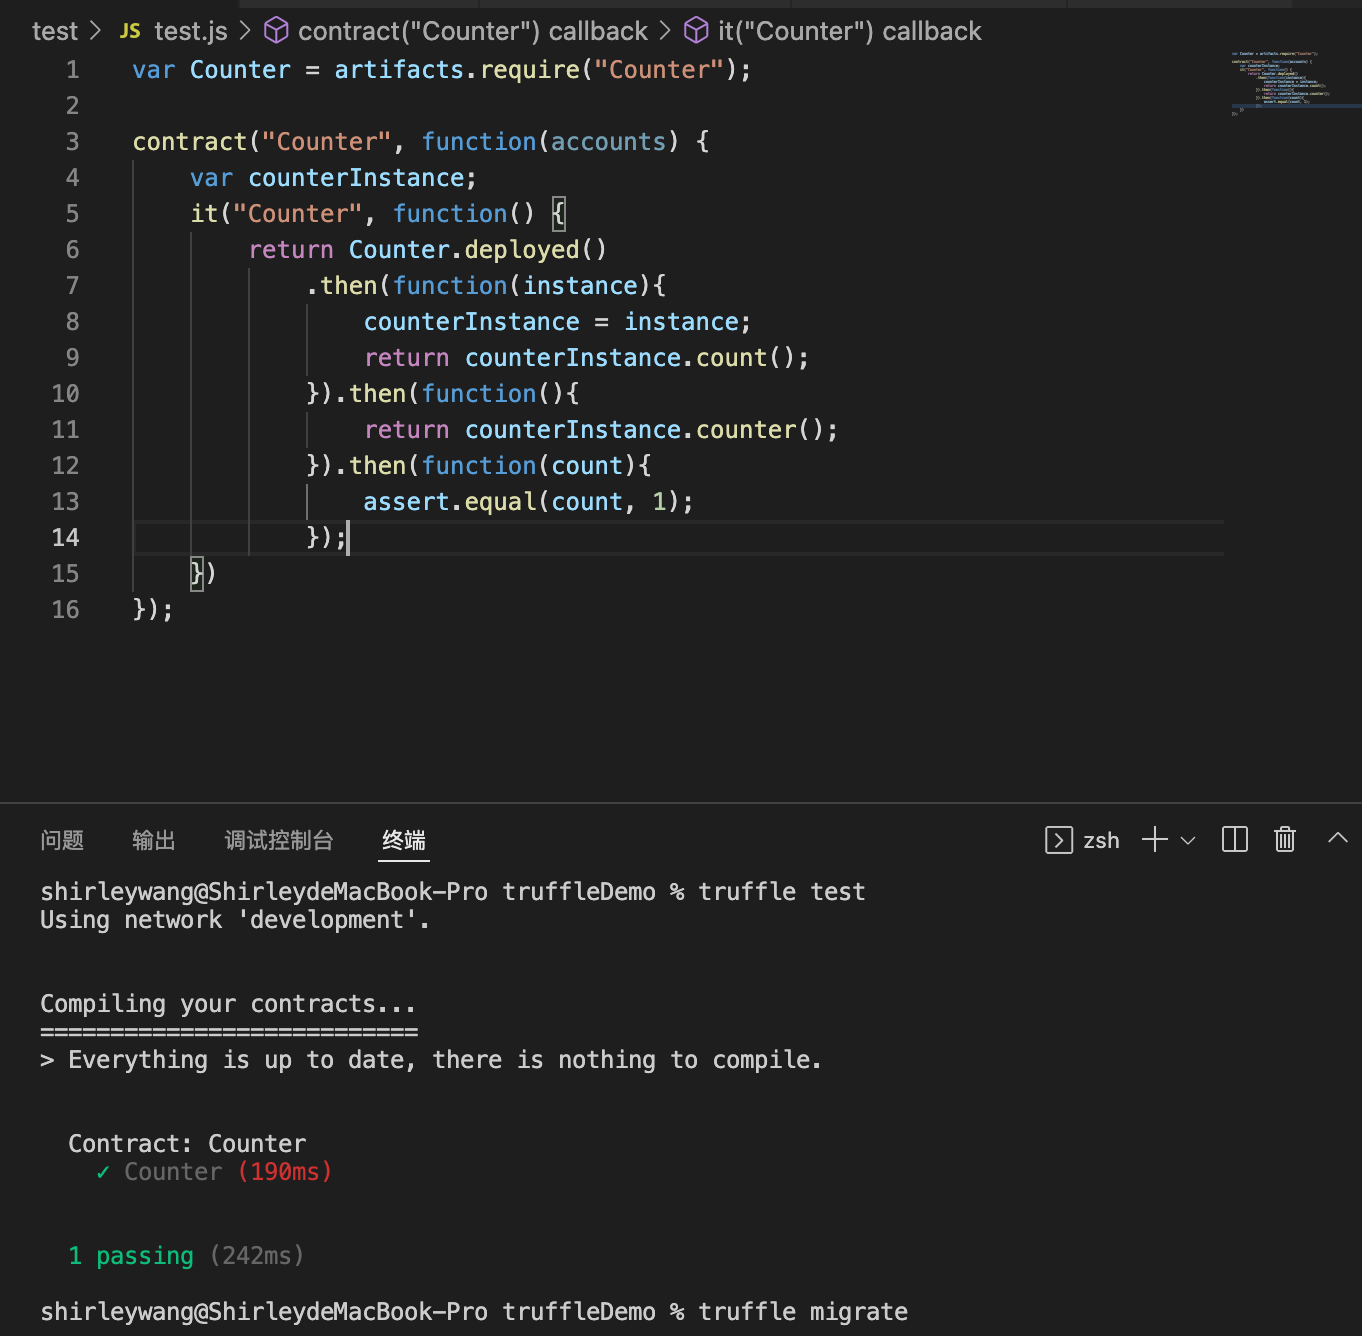 test > JS test.js > contract("Counter") callback > it("Counter") callback
1 var Counter = artifacts.require("Counter");
2
3 contract("Counter", function(accounts) {
4 var counterInstance;
5 it("Counter", function() {
6 return Counter.deployed()
7 .then(function(instance){
8 counterInstance = instance;
9 return counterInstance.count();
10 }).then(function(){
11 return counterInstance.counter();
12 }).then(function(count){
13 assert.equal(count, 1);
14 });
15 })
16 });
问题 输出 调试控制台 终端 zsh
shirleywang@ShirleydeMacBook-Pro truffleDemo % truffle test
Using network 'development'.
Compiling your contracts...
===========================
> Everything is up to date, there is nothing to compile.
Contract: Counter
✓ Counter (190ms)
1 passing (242ms)
shirleywang@ShirleydeMacBook-Pro truffleDemo % truffle migrate